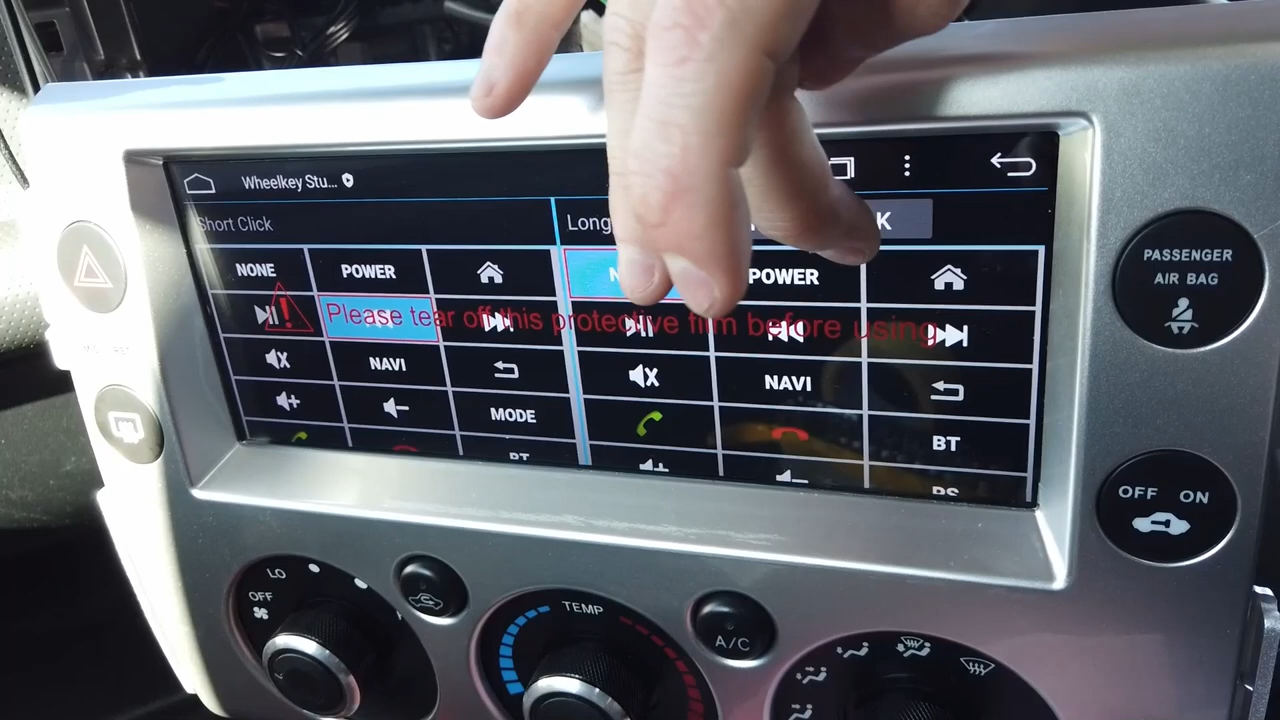 Wheelkey Stu...
Short Click
NONE
POWER
POWER
Please tear off this protective film before using
NAVI
NAVI
MODE
BT
PASSENGER
AIR BAG
OFF ON
LO
OFF
TEMP
A/C